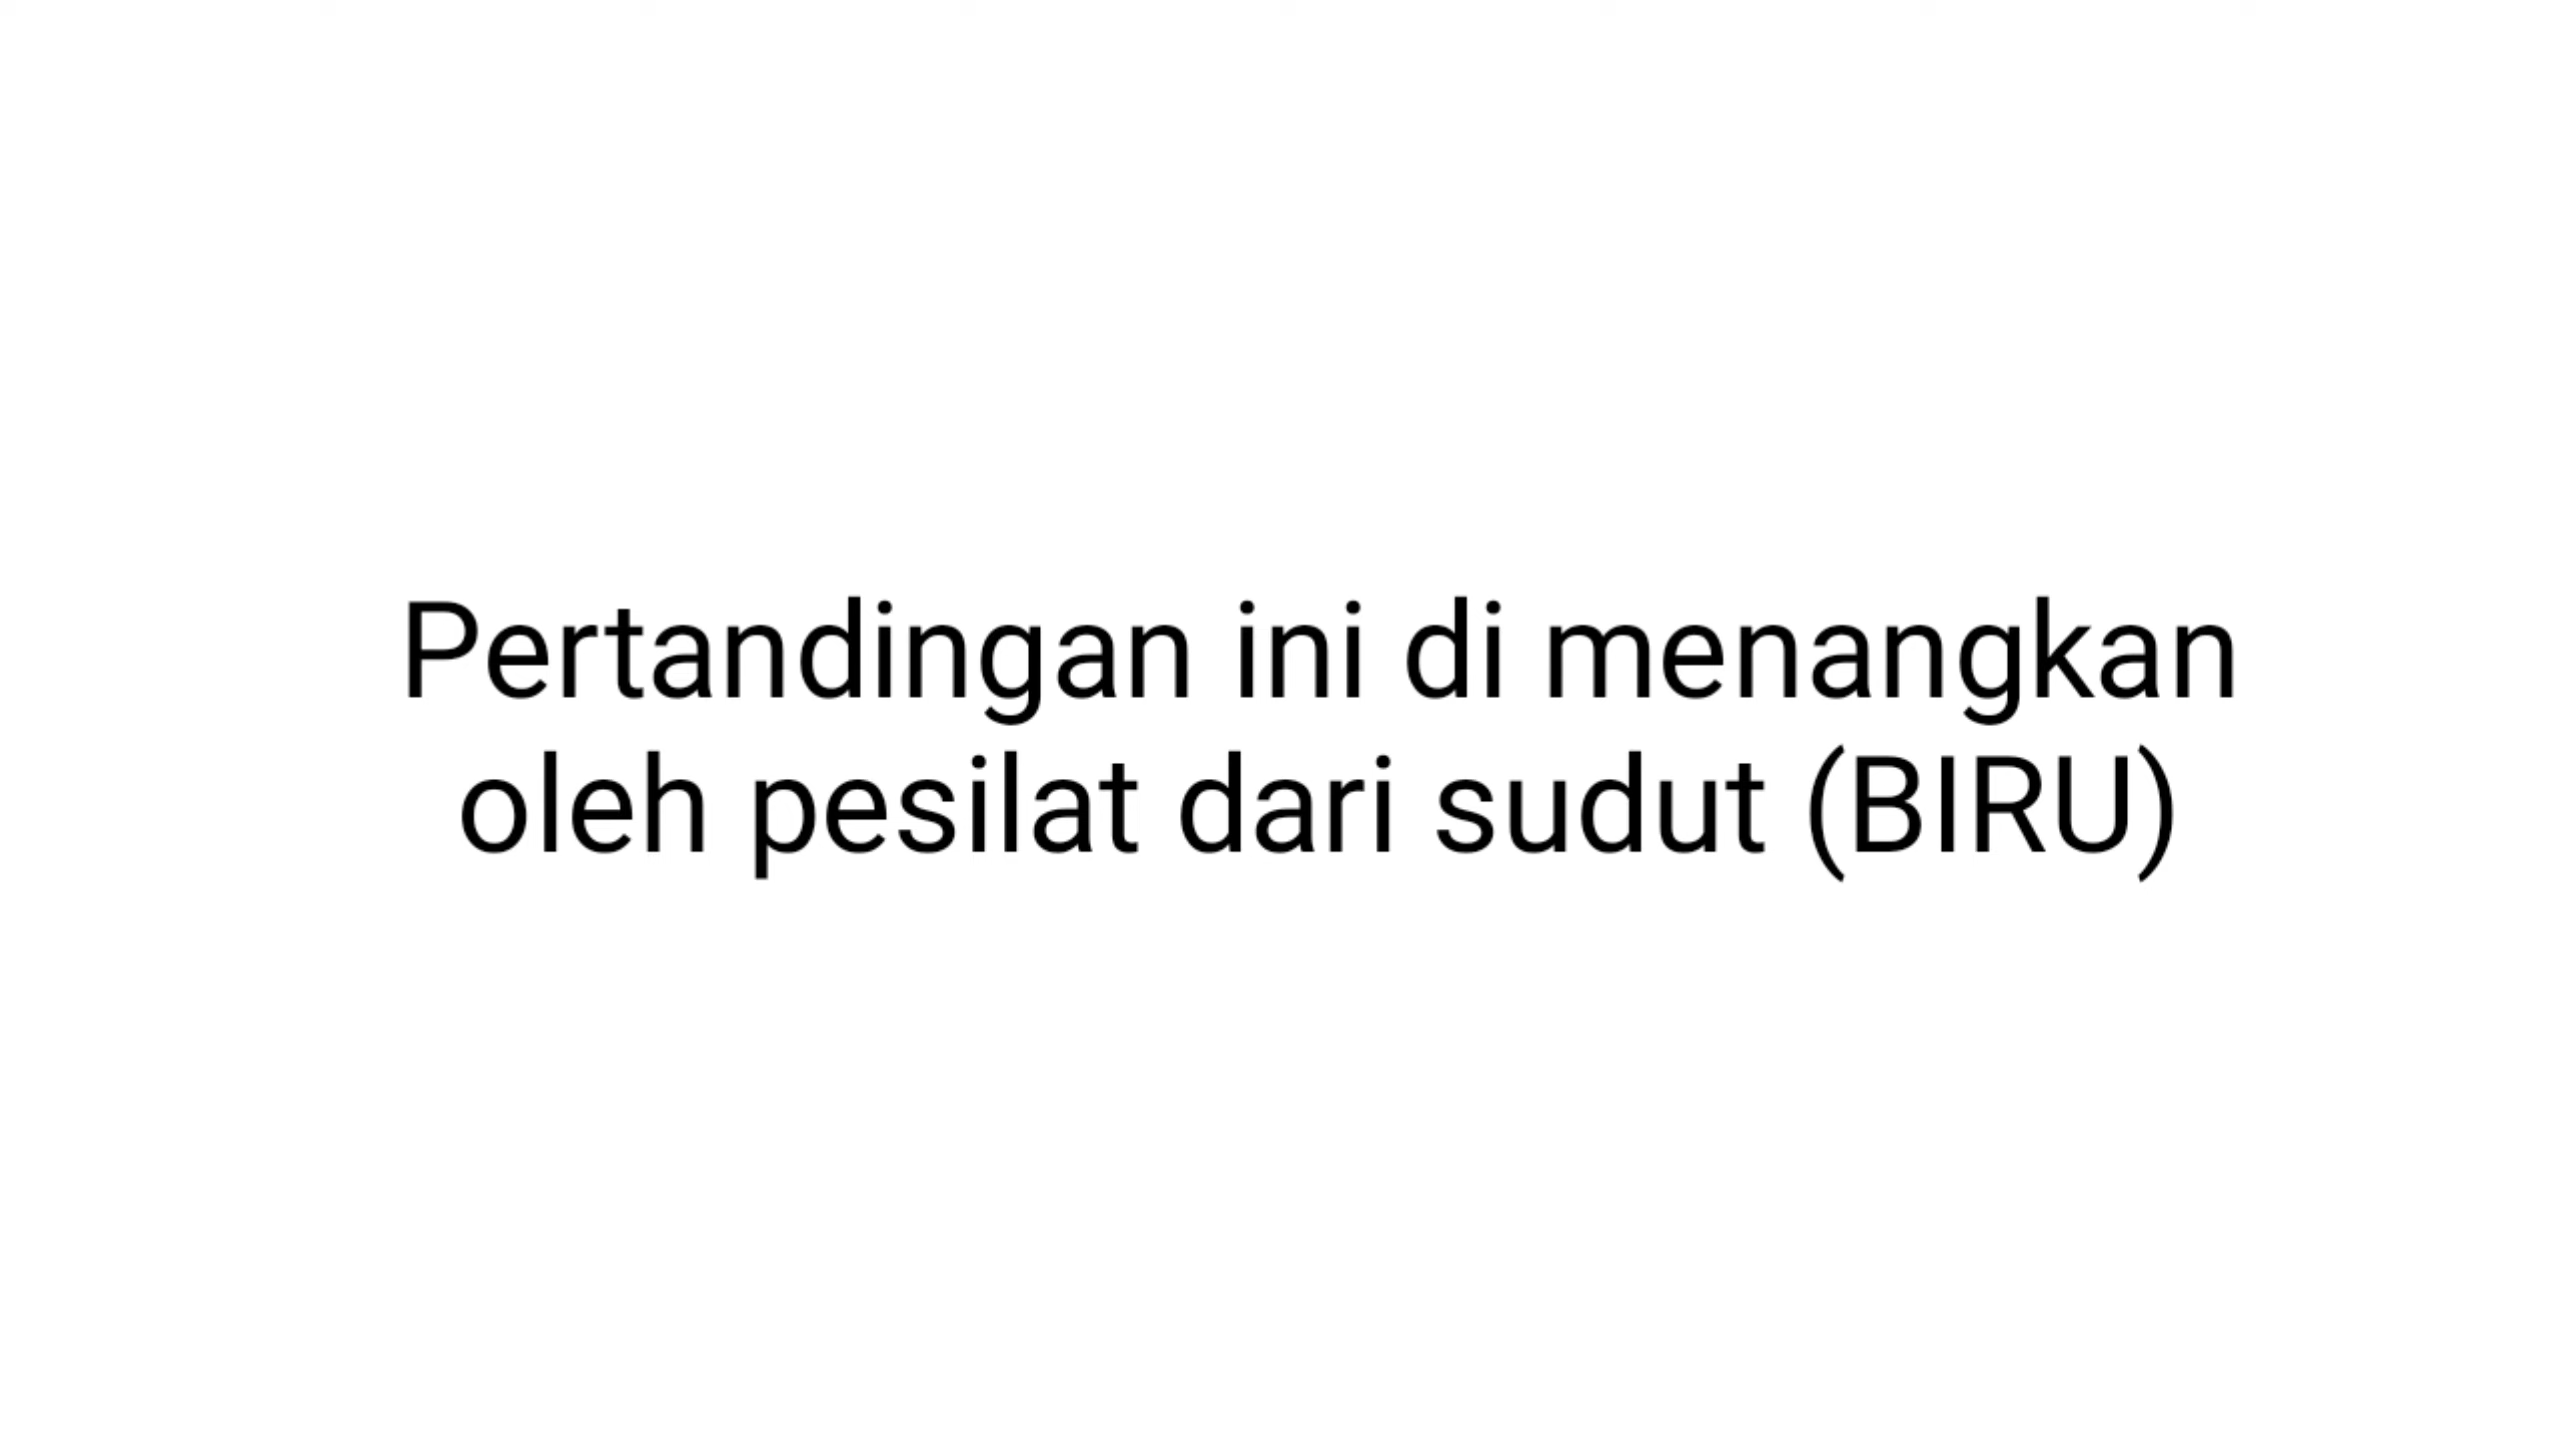 Pertandingan ini di menangkan
oleh pesilat dari sudut (BIRU)